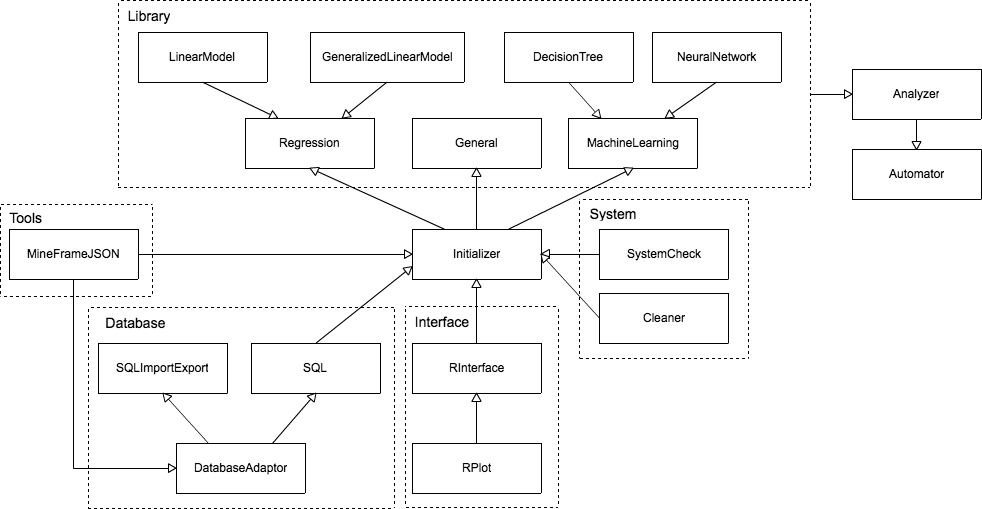 Library
LinearModel
GeneralizedLinearModel
DecisionTree
NeuralNetwork
Analyzer
Regression
General
MachineLearning
Automator
Tools
System
MineFrameJSON
Initializer
SystemCheck
Cleaner
Database
Interface
SQLImportExport
SQL
RInterface
DatabaseAdaptor
RPlot